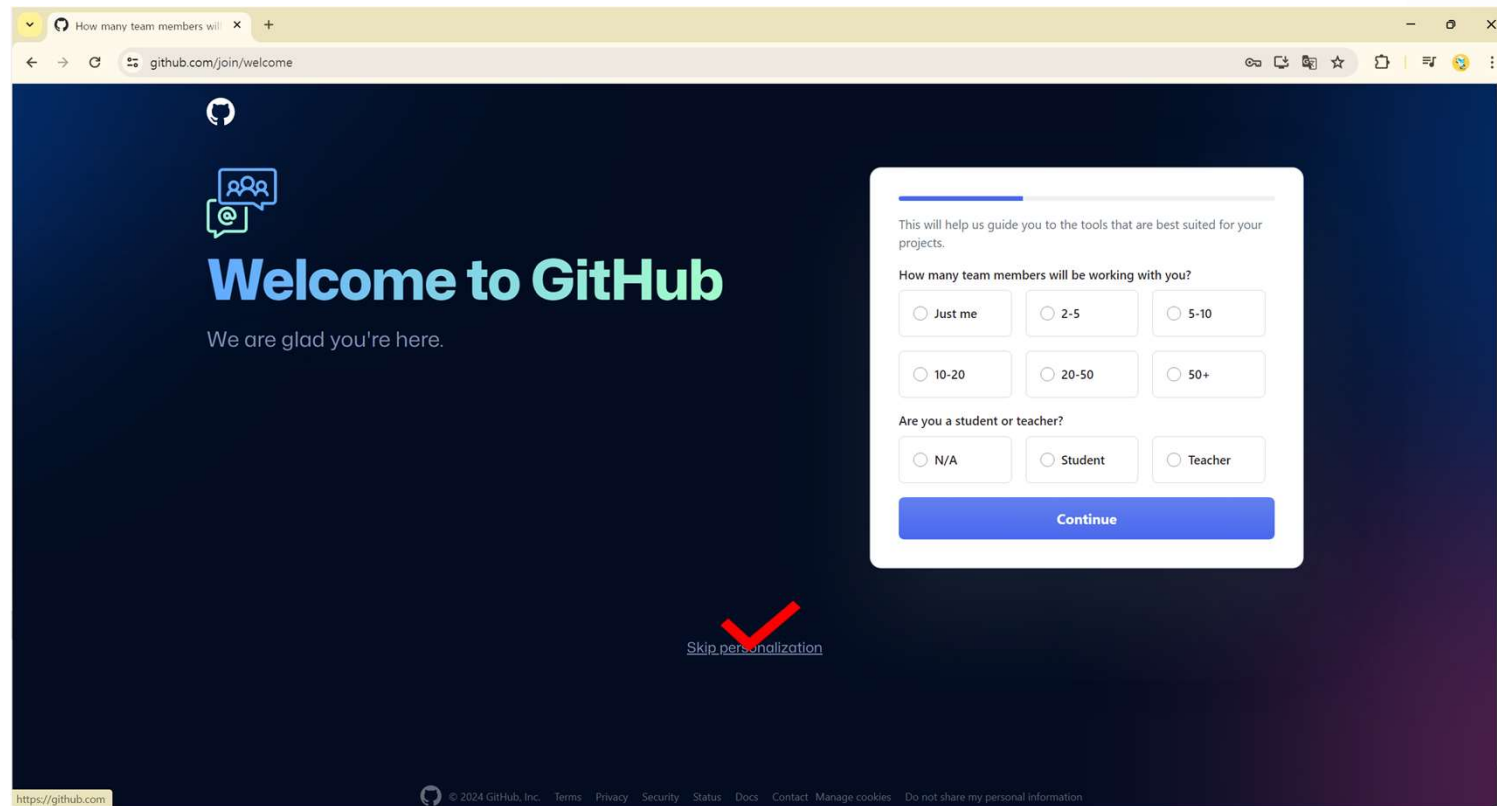 How many team members will
github.com/join/welcome
Welcome to GitHub
We are glad you're here.
This will help us guide you to the tools that are best suited for your
projects.
How many team members will be working with you?
Just me
2-5
5-10
10-20
20-50
50+
Are you a student or teacher?
N/A
Student
Teacher
Continue
Skip personalization
https://github.com
© 2024 GitHub, Inc. Terms Privacy Security Status Docs Contact Manage cookies Do not share my personal information